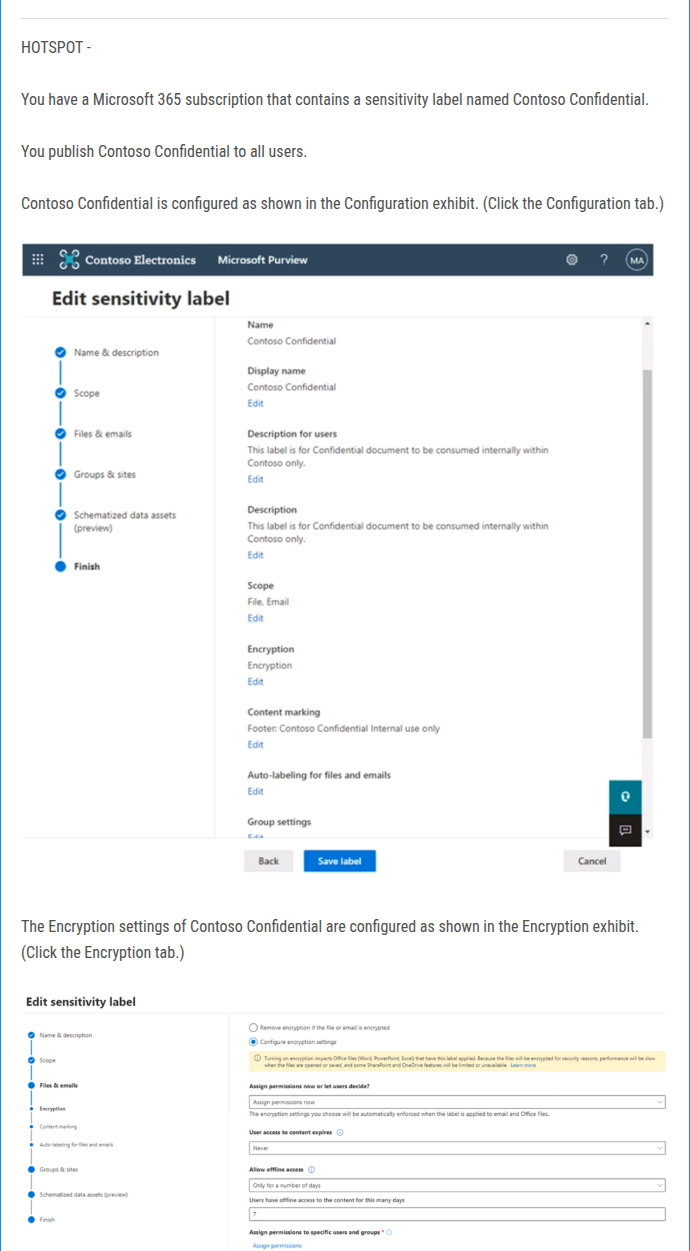 HOTSPOT -
You have a Microsoft 365 subscription that contains a sensitivity label named Contoso Confidential.
You publish Contoso Confidential to all users.
Contoso Confidential is configured as shown in the Configuration exhibit. (Click the Configuration tab.)
Contoso Electronics Microsoft Purview ? MA
Edit sensitivity label
Name & description
Scope
Files & emails
Groups & sites
Schematized data assets
(preview)
Finish
Name
Contoso Confidential
Display name
Contoso Confidential
Edit
Description for users
This label is for Confidential document to be consumed internally within
Contoso only.
Edit
Description
This label is for Confidential document to be consumed internally within
Contoso only.
Edit
Scope
File, Email
Edit
Encryption
Encryption
Edit
Content marking
Footer: Contoso Confidential Internal use only
Edit
Auto-labeling for files and emails
Edit
Group settings
Edit
Back Save label Cancel
The Encryption settings of Contoso Confidential are configured as shown in the Encryption exhibit.
(Click the Encryption tab.)
Edit sensitivity label
Name & description
Scope
Files & emails
Encryption
Content marking
Auto-labeling for files and emails
Groups & sites
Schematized data assets (preview)
Finish
Remove encryption if the file or email is encrypted
Configure encryption settings
Turning on encryption impacts Office files (Word, PowerPoint, Excel) that have this label applied. Because the files will be encrypted for security reasons, performance will be slow
when the files are opened or saved, and some SharePoint and OneDrive features will be limited or unavailable. Learn more
Assign permissions now or let users decide?
Assign permissions now
The encryption settings you choose will be automatically enforced when the label is applied to email and Office files.
User access to content expires
Never
Allow offline access
Only for a number of days
Users have offline access to the content for this many days
7
Assign permissions to specific users and groups *
Assign permissions